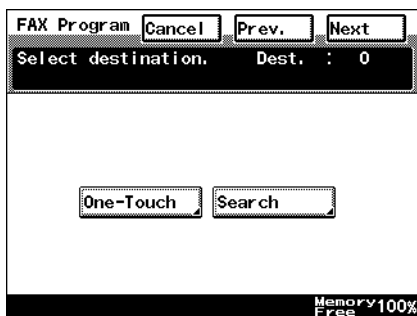 FAX Program Cancel Prev. Next
Select destination. Dest. : 0
One-Touch Search
Memory 100%
Free